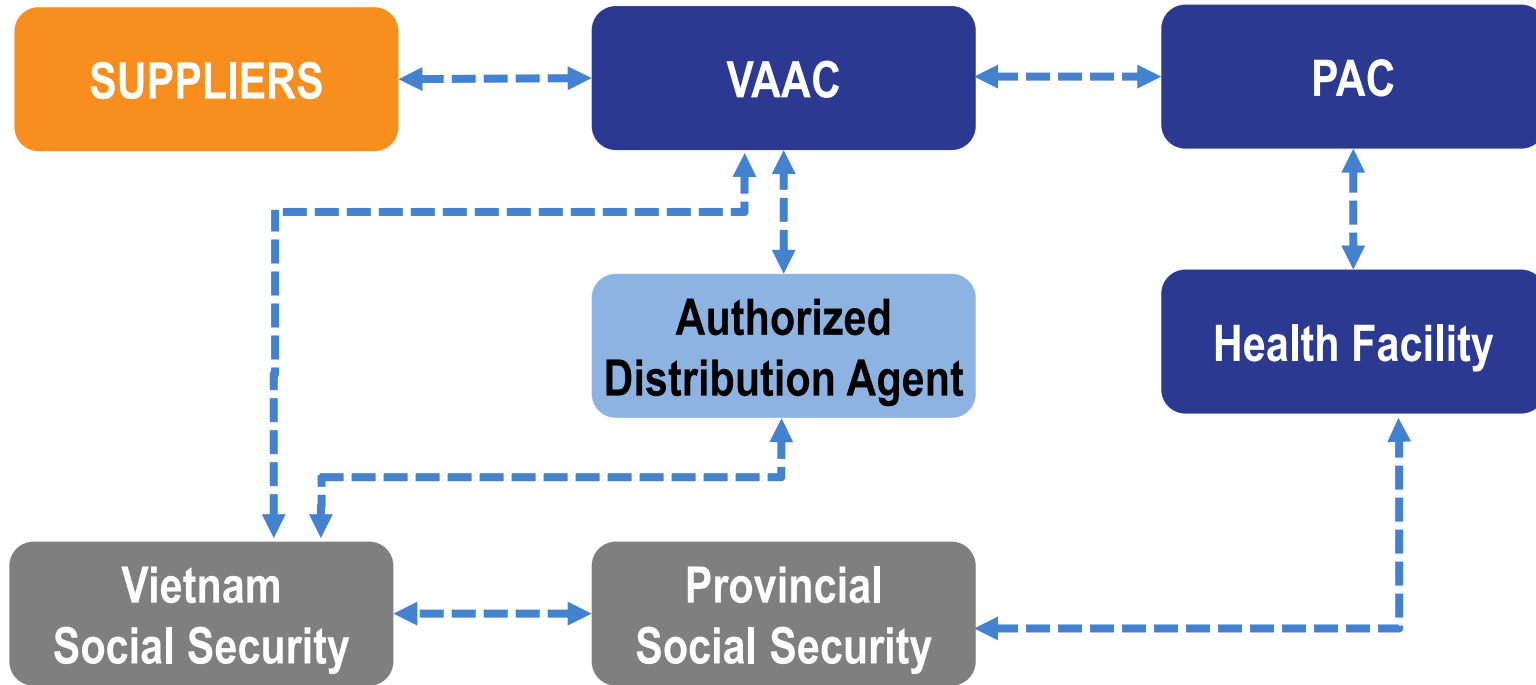 SUPPLIERS
VAAC
PAC
Authorized
Distribution Agent
Health Facility
Vietnam
Social Security
Provincial
Social Security